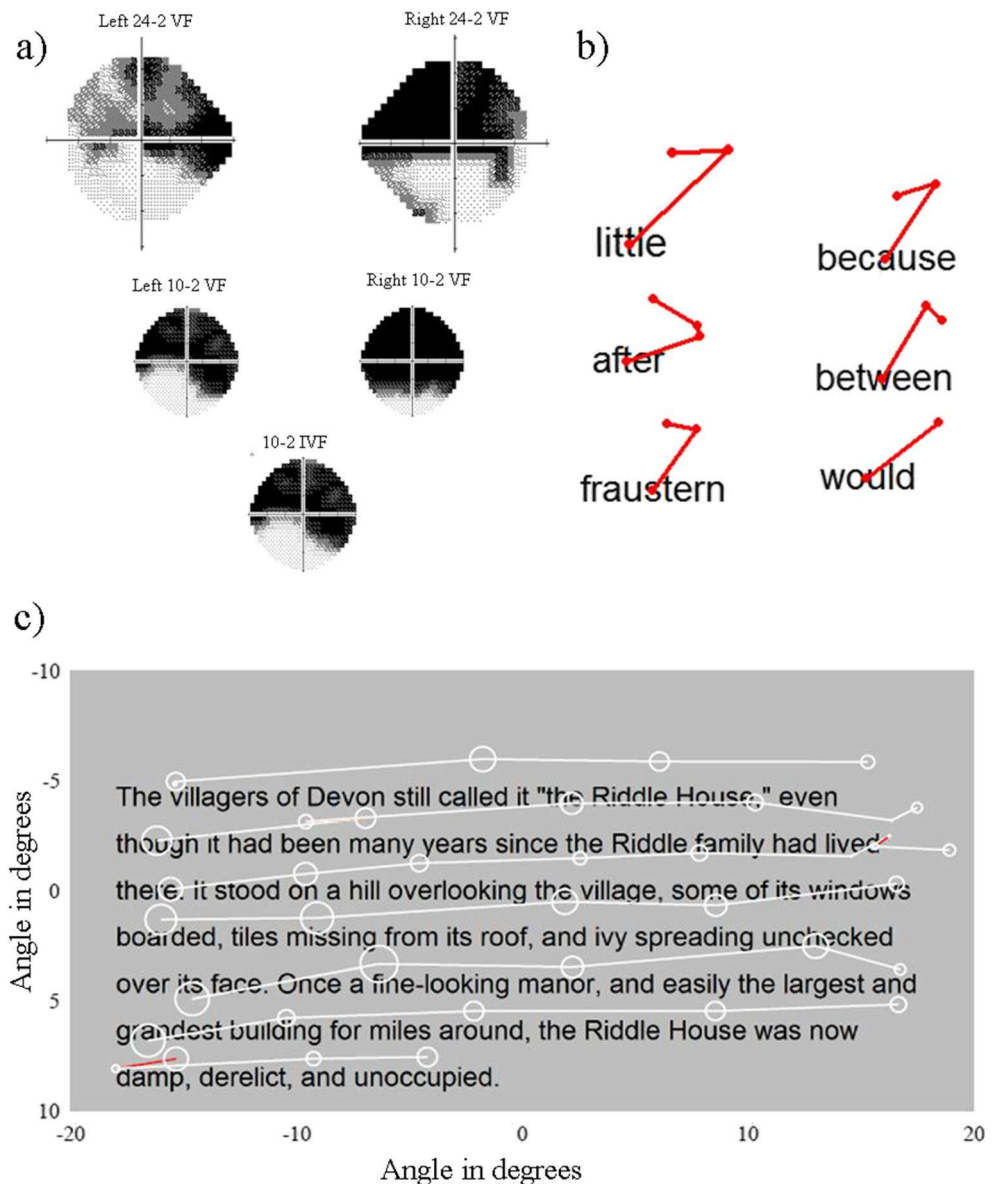 a)
Left 24-2 VF
Right 24-2 VF
b)
Left 10-2 VF
Right 10-2 VF
10-2 IVF
little
because
after
between
fraustern
would
c)
Angle in degrees
-10
-5
0
5
10
The villagers of Devon still called it "the Riddle House," even
though it had been many years since the Riddle family had lived
there. It stood on a hill overlooking the village, some of its windows
boarded, tiles missing from its roof, and ivy spreading unchecked
over its face. Once a fine-looking manor, and easily the largest and
grandest building for miles around, the Riddle House was now
damp, derelict, and unoccupied.
-20
-10
0
10
20
Angle in degrees